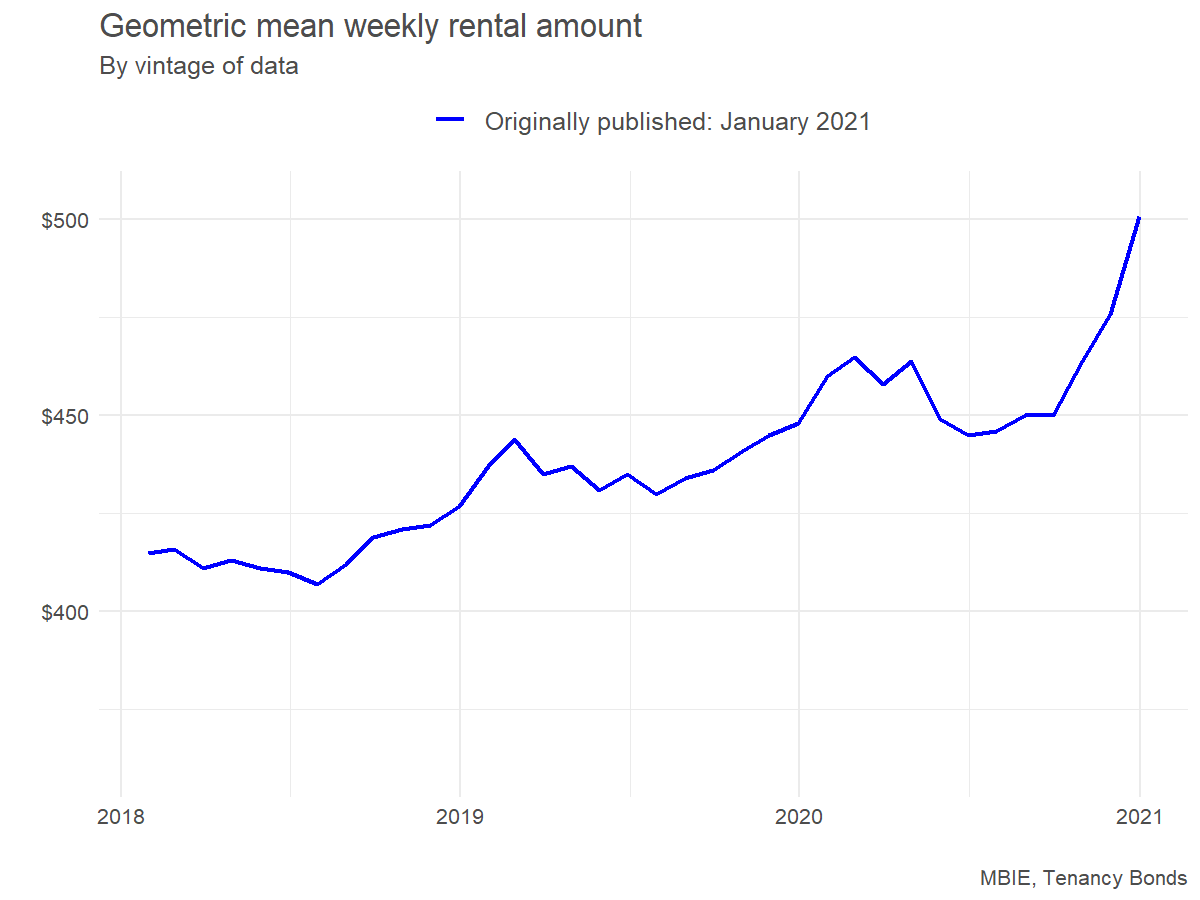 Geometric mean weekly rental amount
By vintage of data
Originally published: January 2021
$500
$450
$400
2018 2019 2020 2021
MBIE, Tenancy Bonds